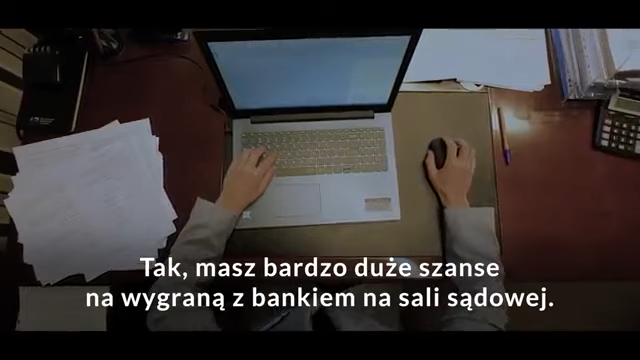 Tak, masz bardzo duże szanse
na wygraną z bankiem na sali sądowej.